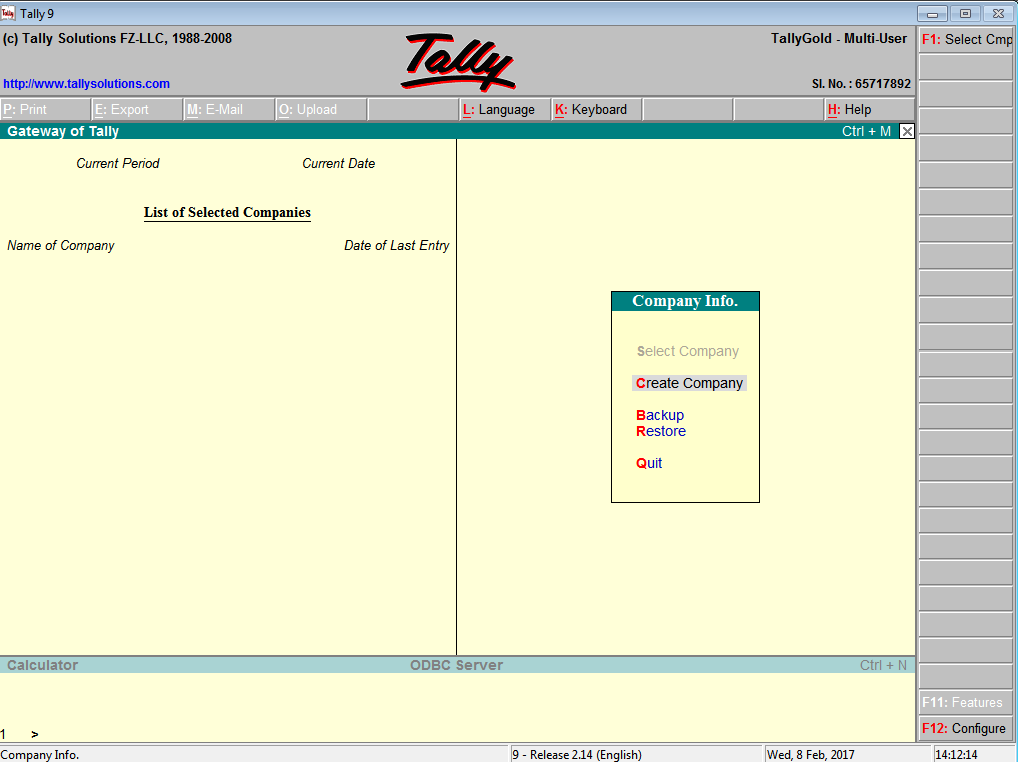 Tally
Tally 9
(c) Tally Solutions FZ-LLC, 1988-2008
Tally
TallyGold - Multi-User
F1: Select Cmp
http://www.tallysolutions.com
Sl. No. : 65717892
P: Print
E: Export
M: E-Mail
O: Upload
L: Language
K: Keyboard
H: Help
Gateway of Tally
Ctrl + M
Current Period
Current Date
List of Selected Companies
Name of Company
Date of Last Entry
Company Info.
Select Company
Create Company
Backup
Restore
Quit
Calculator
ODBC Server
Ctrl + N
F11: Features
1 >
F12: Configure
Company Info.
9 - Release 2.14 (English)
Wed, 8 Feb, 2017
14:12:14